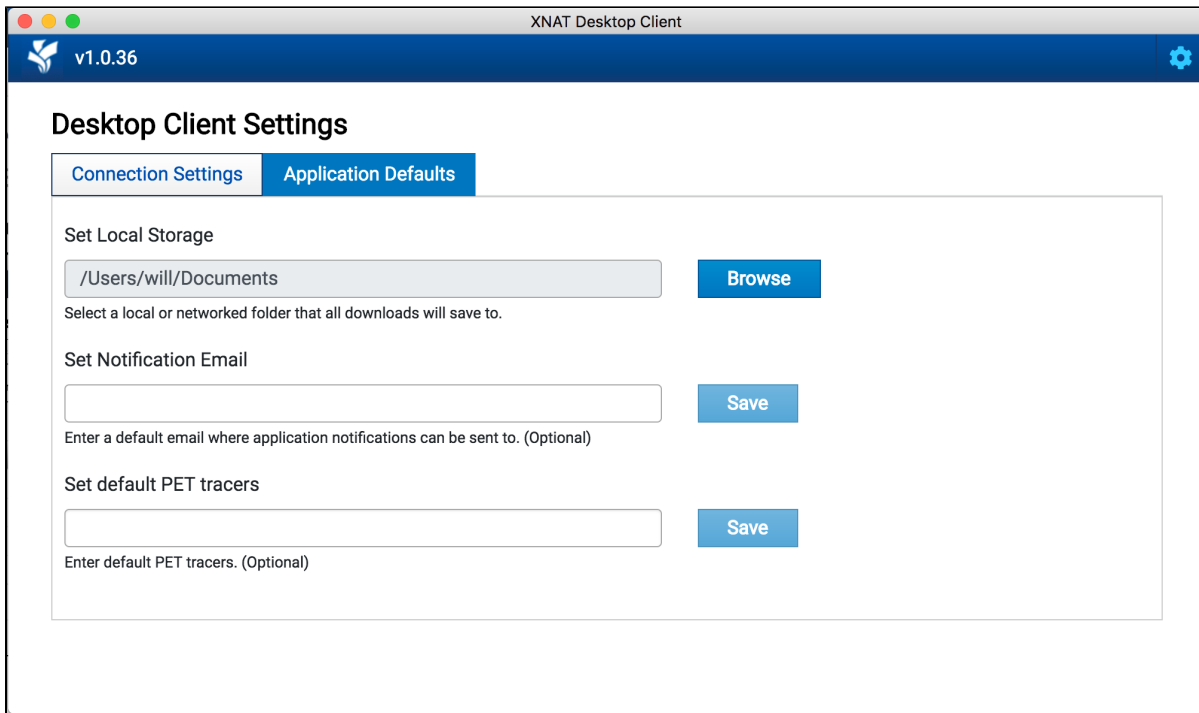 XNAT Desktop Client
v1.0.36
Desktop Client Settings
Connection Settings
Application Defaults
Set Local Storage
/Users/will/Documents
Browse
Select a local or networked folder that all downloads will save to.
Set Notification Email
Save
Enter a default email where application notifications can be sent to. (Optional)
Set default PET tracers
Save
Enter default PET tracers. (Optional)